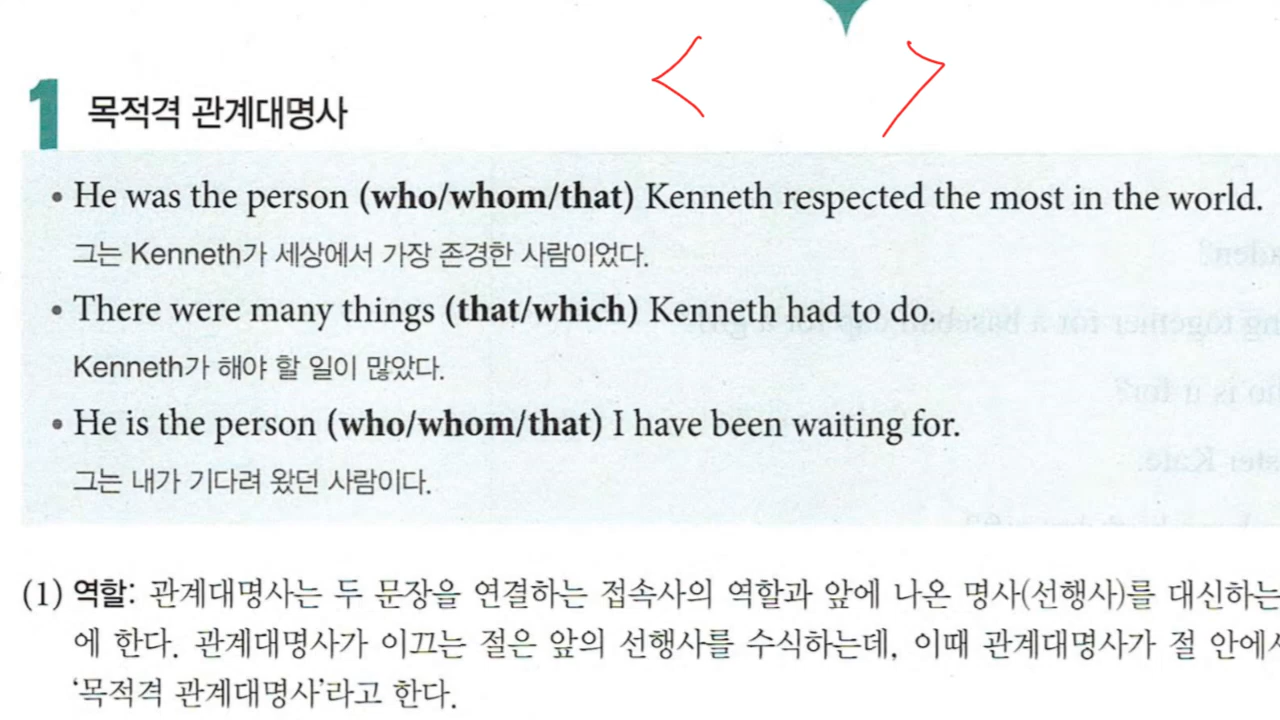 1 목적격 관계대명사
• He was the person (who/whom/that) Kenneth respected the most in the world.
그는 Kenneth가 세상에서 가장 존경한 사람이었다.
• There were many things (that/which) Kenneth had to do.
Kenneth가 해야 할 일이 많았다.
• He is the person (who/whom/that) I have been waiting for.
그는 내가 기다려 왔던 사람이다.
(1) 역할: 관계대명사는 두 문장을 연결하는 접속사의 역할과 앞에 나온 명사(선행사)를 대신하는
에 한다. 관계대명사가 이끄는 절은 앞의 선행사를 수식하는데, 이때 관계대명사가 절 안에서
‘목적격 관계대명사’라고 한다.